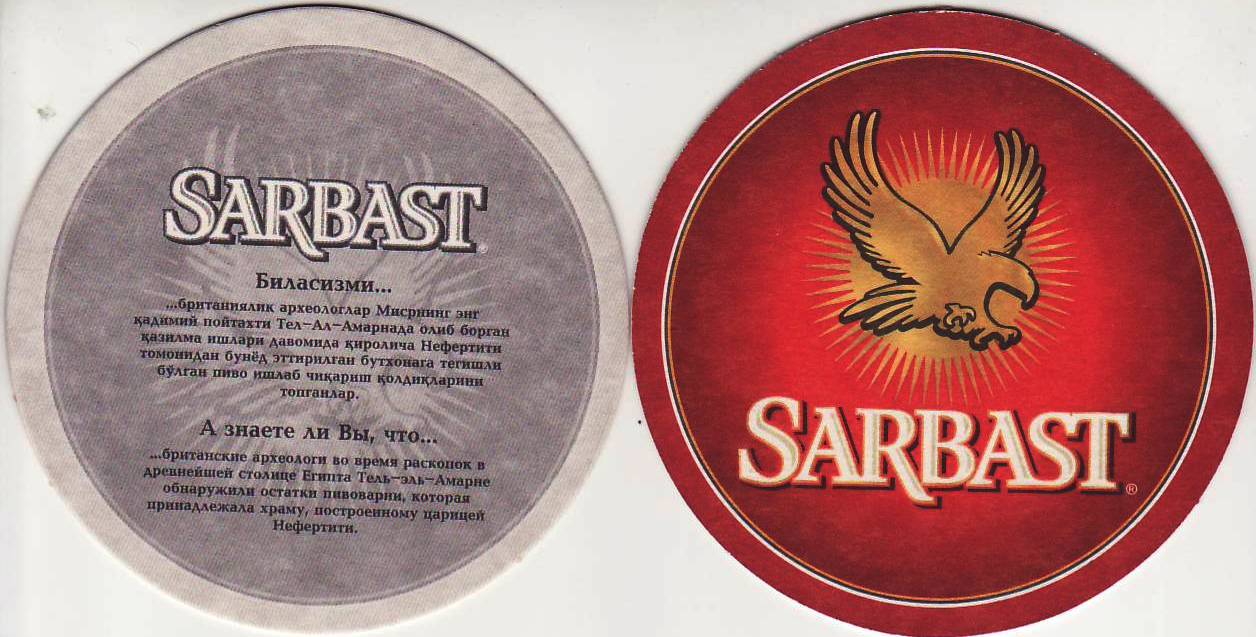 SARBAST®
Биласизми...
...британиялик археологлар Мисрнинг энг
қадимий пойтахти Тел-Ал-Амарнада олиб борган
қазилма ишлари давомида қиролича Нефертити
томонидан бунёд эттирилган бутхонага тегишли
бўлган пиво ишлаб чиқариш қолдиқларини
топганлар.
А знаете ли Вы, что...
...британские археологи во время раскопок в
древнейшей столице Египта Тель-эль-Амарне
обнаружили остатки пивоварни, которая
принадлежала храму, построенному царицей
Нефертити.
SARBAST®